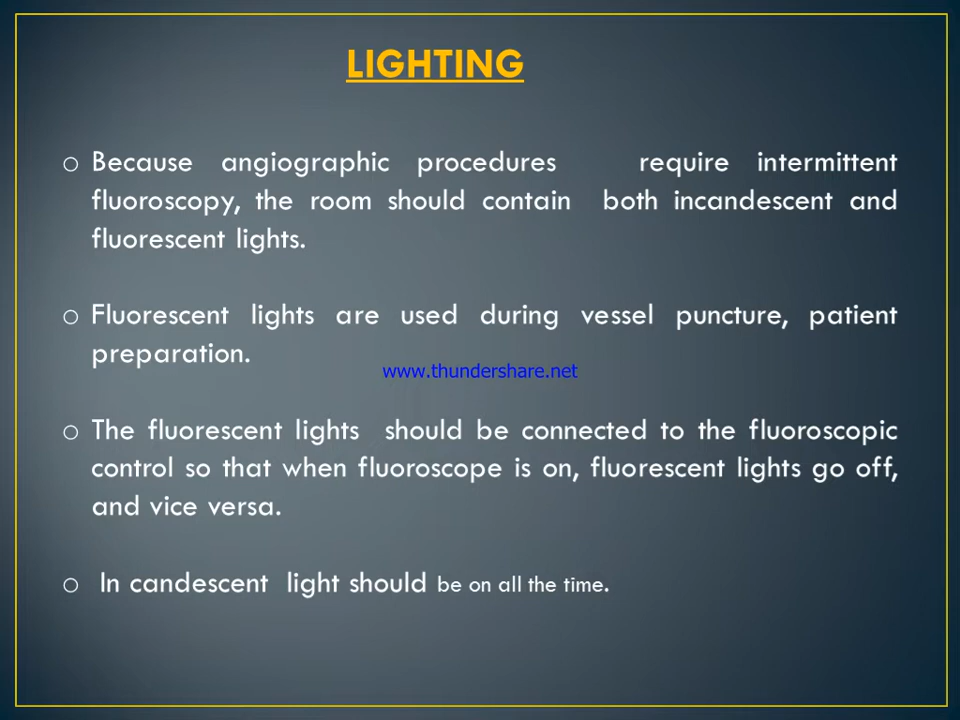 LIGHTING
o Because angiographic procedures require intermittent
fluoroscopy, the room should contain both incandescent and
fluorescent lights.
o Fluorescent lights are used during vessel puncture, patient
preparation.
www.thundershare.net
o The fluorescent lights should be connected to the fluoroscopic
control so that when fluoroscope is on, fluorescent lights go off,
and vice versa.
o In candescent light should be on all the time.